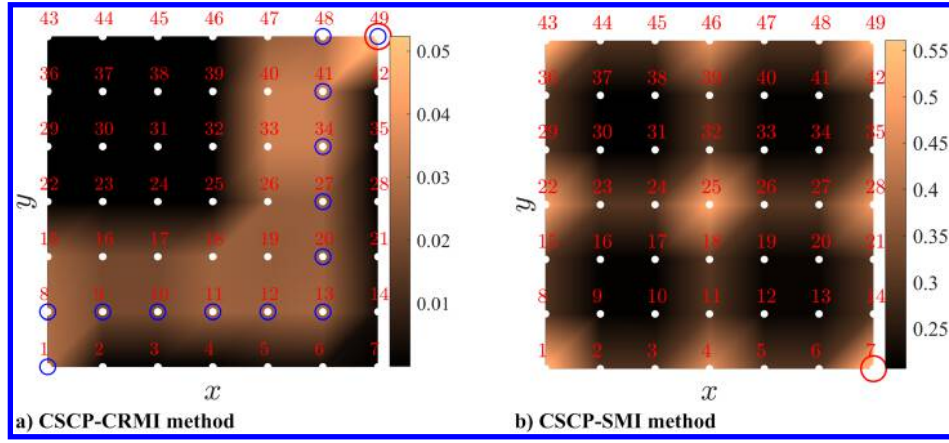 43 44 45 46 47 48 49
36 37 38 39 40 41 42
29 30 31 32 33 34 35
22 23 24 25 26 27 28
15 16 17 18 19 20 21
8 9 10 11 12 13 14
1 2 3 4 5 6 7
y
x
0.05
0.04
0.03
0.02
0.01
a) CSCP-CRMI method
43 44 45 46 47 48 49
36 37 38 39 40 41 42
29 30 31 32 33 34 35
22 23 24 25 26 27 28
15 16 17 18 19 20 21
8 9 10 11 12 13 14
1 2 3 4 5 6 7
y
x
0.55
0.5
0.45
0.4
0.35
0.3
0.25
b) CSCP-SMI method